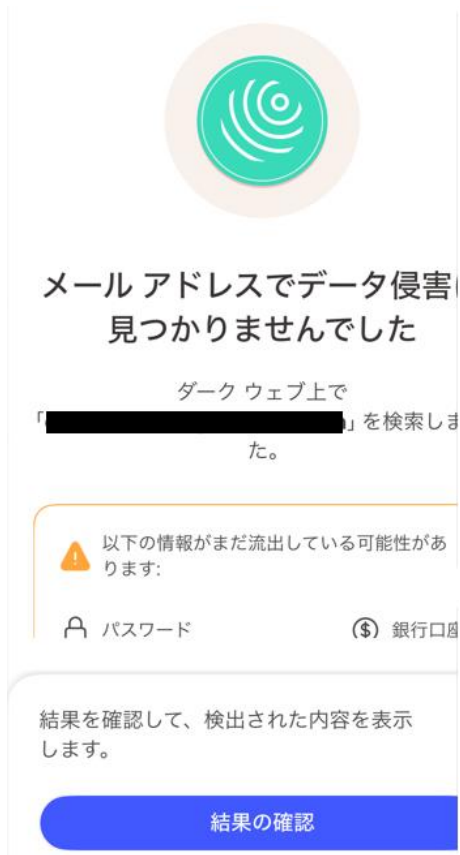 メール アドレスでデータ侵害
見つかりませんでした
ダーク ウェブ上で
「 」を検索しま
た。
以下の情報がまだ流出している可能性があ
ります:
パスワード
銀行口座
結果を確認して、検出された内容を表示
します。
結果の確認